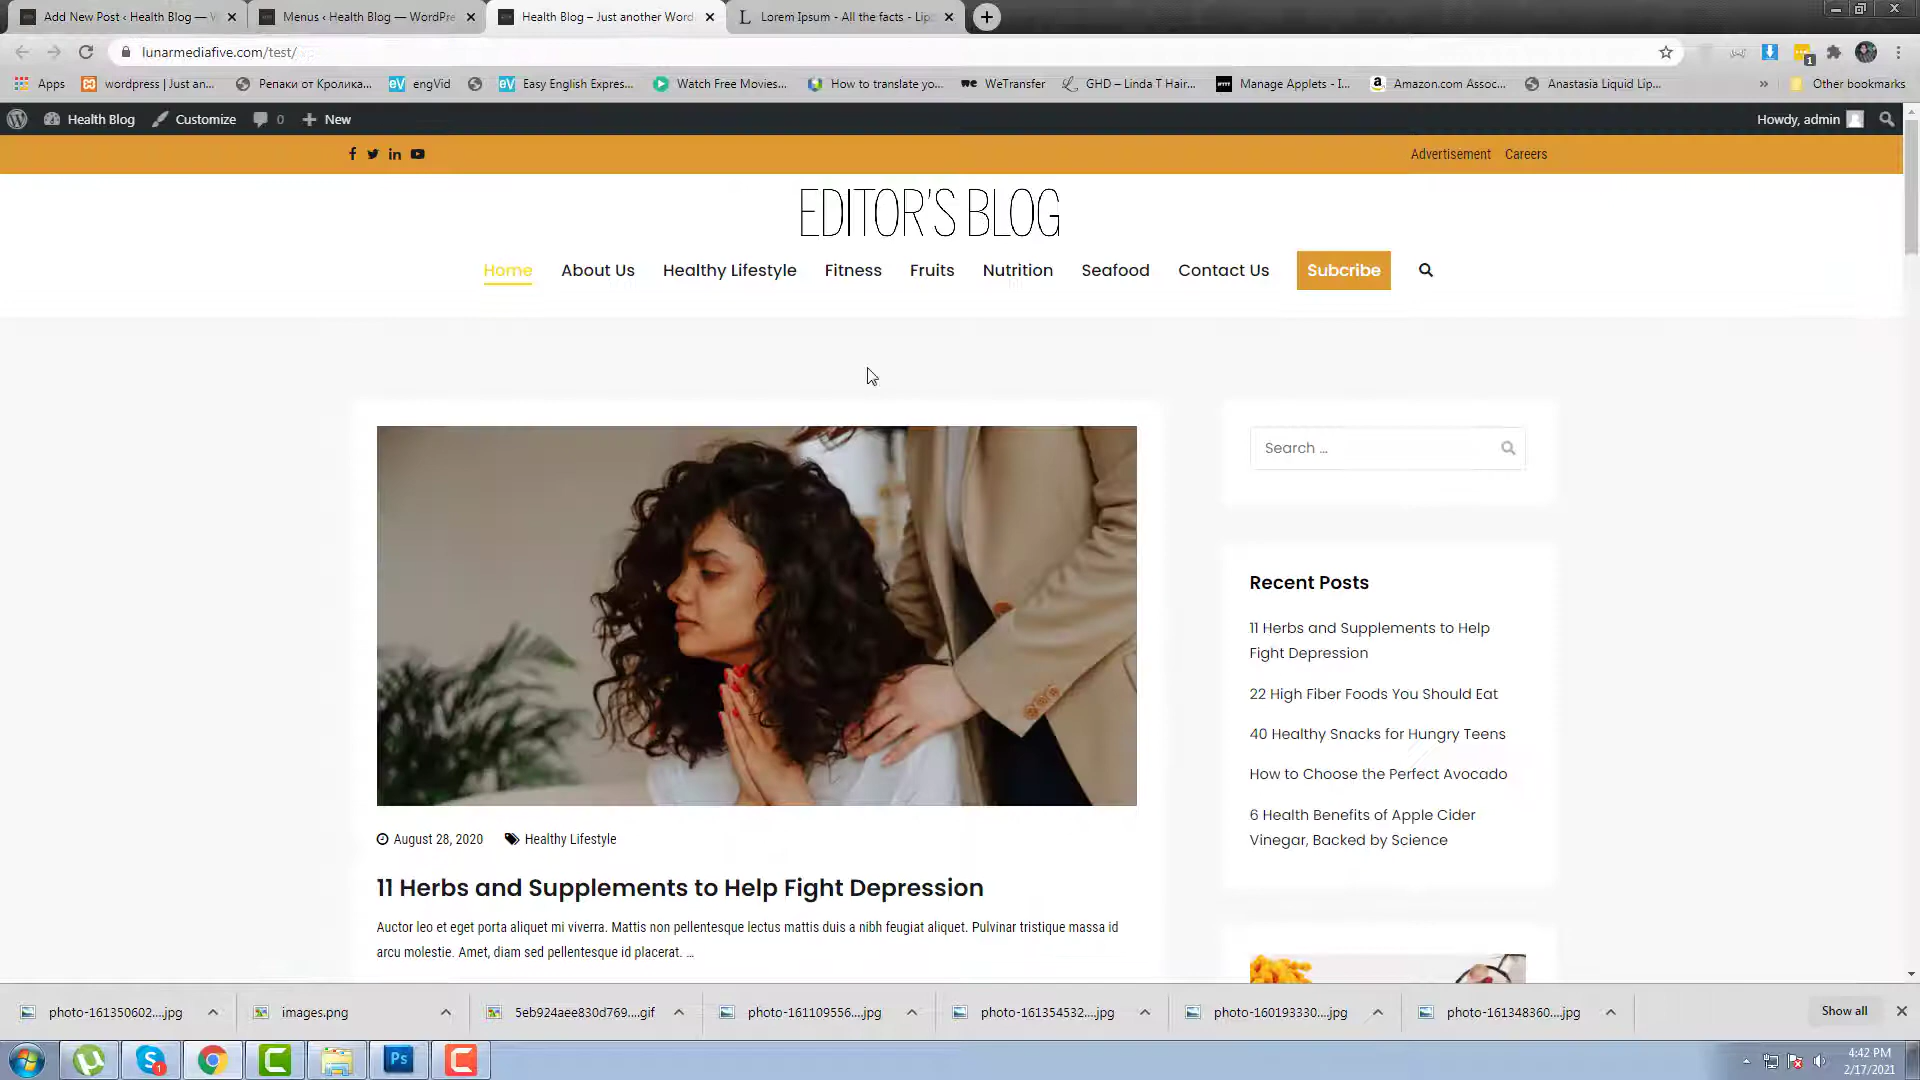 Add New Post ‹ Health Blog — W
Menus ‹ Health Blog — WordPre
Health Blog – Just another Word
Lorem Ipsum - All the facts - Lip
lunarmediafive.com/test/
Apps
wordpress | Just an...
Репаки от Кролика...
engVid
Easy English Expres...
Watch Free Movies...
How to translate yo...
WeTransfer
GHD – Linda T Hair...
Manage Applets - I...
Amazon.com Assoc...
Anastasia Liquid Lip...
»
Other bookmarks
Health Blog
Customize
0
New
Howdy, admin
Advertisement
Careers
EDITOR'S BLOG
Home
About Us
Healthy Lifestyle
Fitness
Fruits
Nutrition
Seafood
Contact Us
Subcribe
Search ...
Recent Posts
11 Herbs and Supplements to Help
Fight Depression
22 High Fiber Foods You Should Eat
40 Healthy Snacks for Hungry Teens
How to Choose the Perfect Avocado
6 Health Benefits of Apple Cider
Vinegar, Backed by Science
August 28, 2020
Healthy Lifestyle
11 Herbs and Supplements to Help Fight Depression
Auctor leo et eget porta aliquet mi viverra. Mattis non pellentesque lectus mattis duis a nibh feugiat aliquet. Pulvinar tristique massa id
arcu molestie. Amet, diam sed pellentesque id placerat. ...
photo-161350602....jpg
images.png
5eb924aee830d769....gif
photo-161109556....jpg
photo-161354532....jpg
photo-160193330....jpg
photo-161348360....jpg
Show all
Ps
4:42 PM
2/17/2021